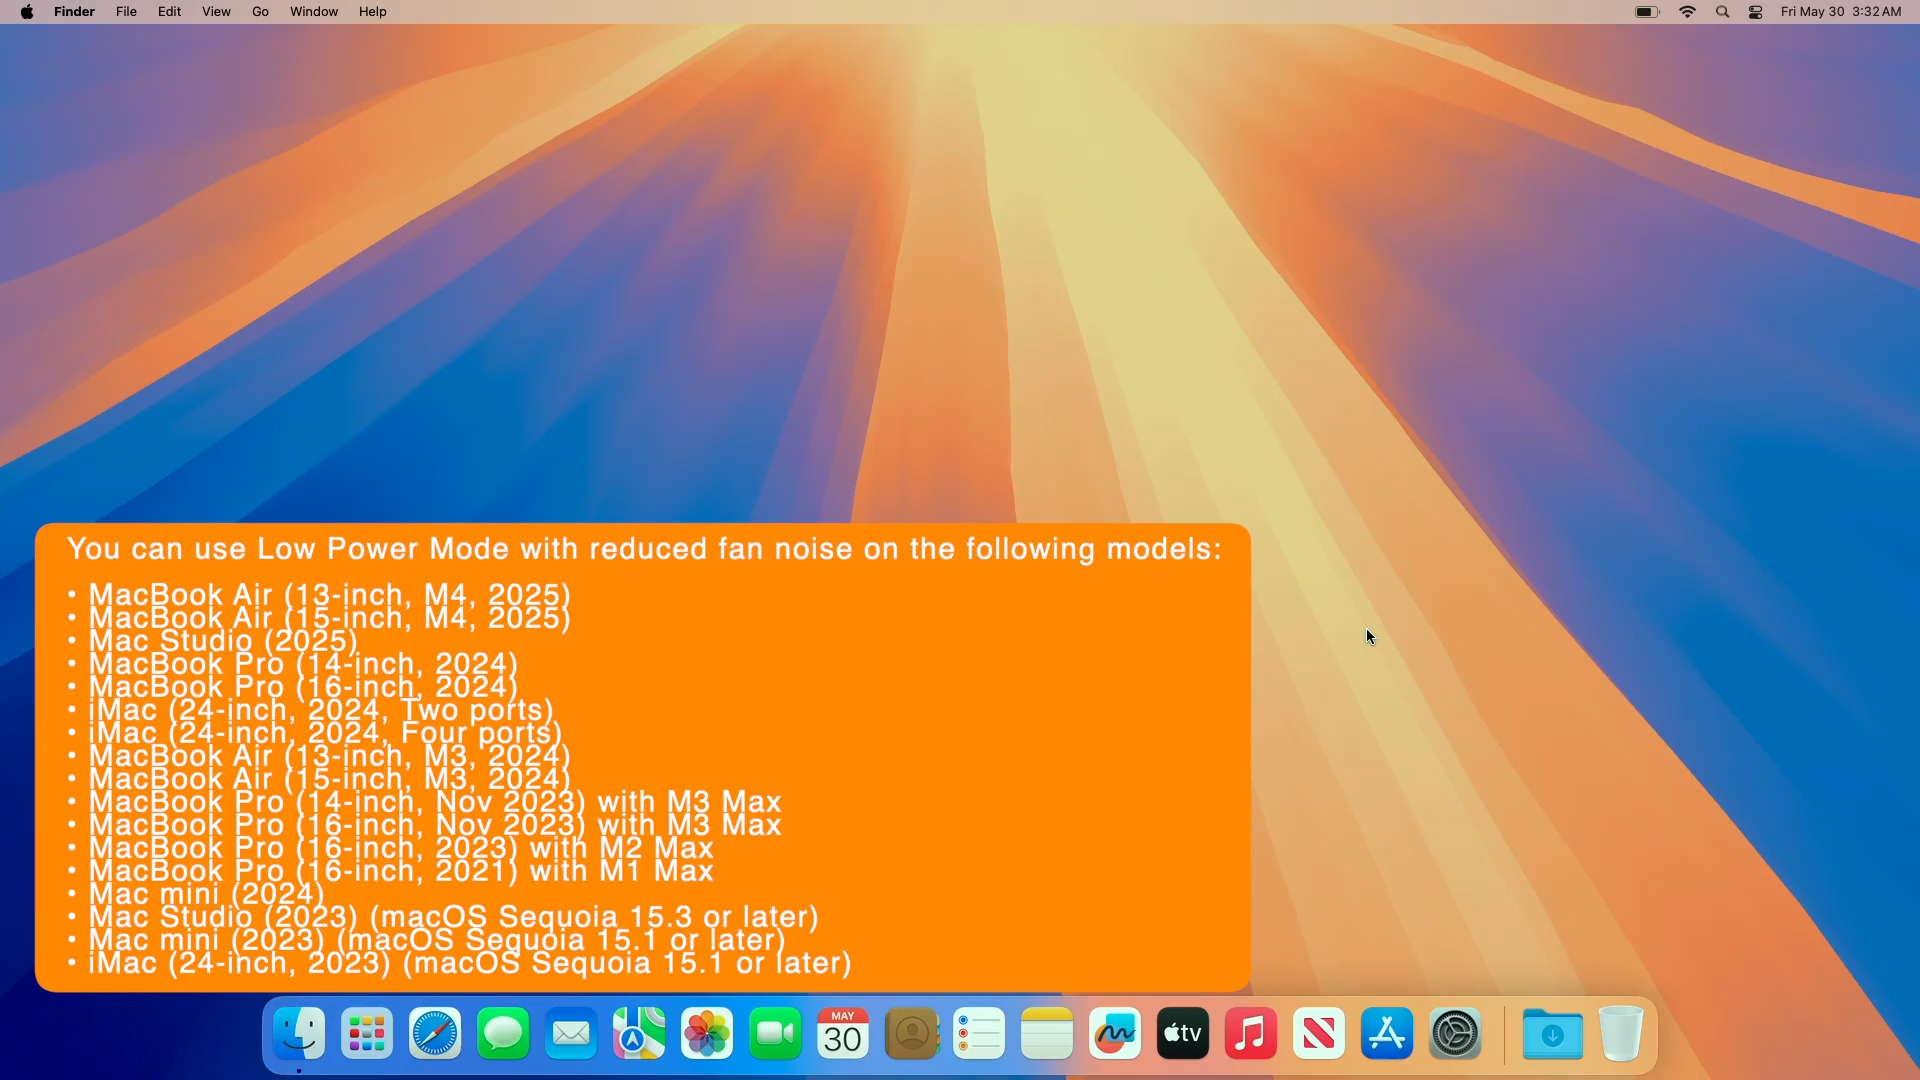 Finder File Edit View Go Window Help Fri May 30 3:32 AM
You can use Low Power Mode with reduced fan noise on the following models:
• MacBook Air (13-inch, M4, 2025)
• MacBook Air (15-inch, M4, 2025)
• Mac Studio (2025)
• MacBook Pro (14-inch, 2024)
• MacBook Pro (16-inch, 2024)
• iMac (24-inch, 2024, Two ports)
• iMac (24-inch, 2024, Four ports)
• MacBook Air (13-inch, M3, 2024)
• MacBook Air (15-inch, M3, 2024)
• MacBook Pro (14-inch, Nov 2023) with M3 Max
• MacBook Pro (16-inch, Nov 2023) with M3 Max
• MacBook Pro (16-inch, 2023) with M2 Max
• MacBook Pro (16-inch, 2021) with M1 Max
• Mac mini (2024)
• Mac Studio (2023) (macOS Sequoia 15.3 or later)
• Mac mini (2023) (macOS Sequoia 15.1 or later)
• iMac (24-inch, 2023) (macOS Sequoia 15.1 or later)
MAY
30
tv